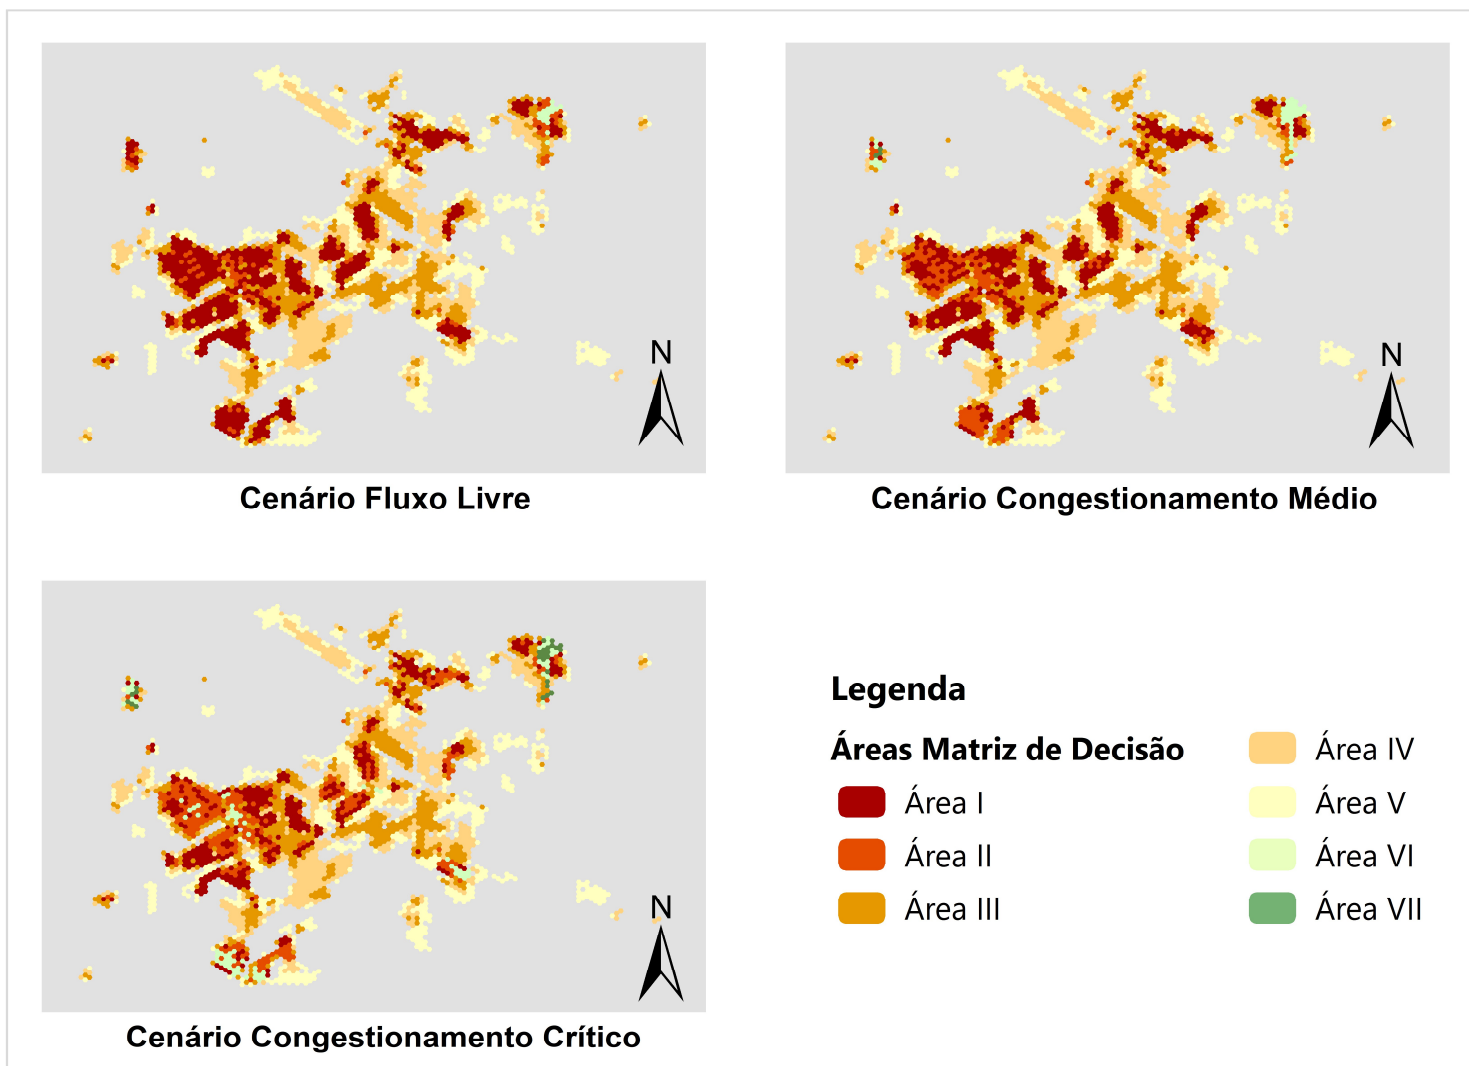 N
Cenário Fluxo Livre
N
Cenário Congestionamento Médio
N
Cenário Congestionamento Crítico
Legenda
Áreas Matriz de Decisão
Área I
Área II
Área III
Área IV
Área V
Área VI
Área VII